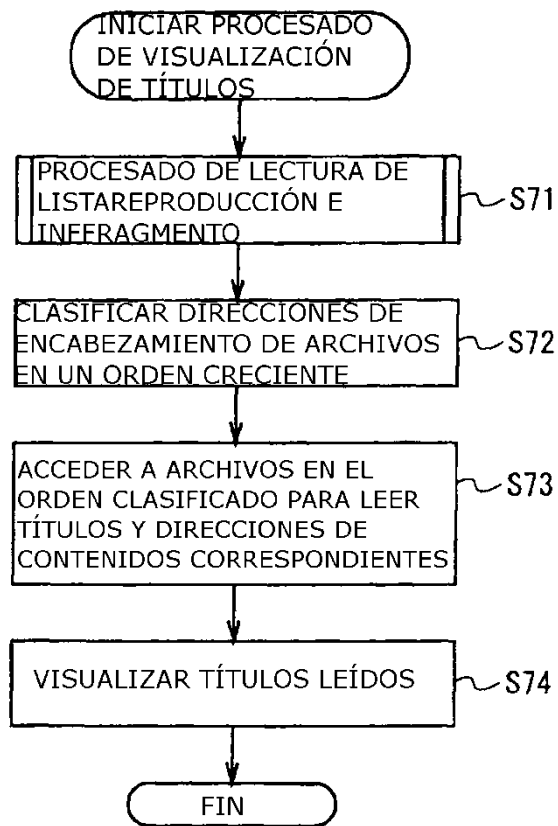 INICIAR PROCESADO
DE VISUALIZACIÓN
DE TÍTULOS
PROCESADO DE LECTURA DE
LISTAREPRODUCCIÓN E
INFFRAGMENTO
S71
CLASIFICAR DIRECCIONES DE
ENCABEZAMIENTO DE ARCHIVOS
EN UN ORDEN CRECIENTE
S72
ACCEDER A ARCHIVOS EN EL
ORDEN CLASIFICADO PARA LEER
TÍTULOS Y DIRECCIONES DE
CONTENIDOS CORRESPONDIENTES
S73
VISUALIZAR TÍTULOS LEÍDOS
S74
FIN